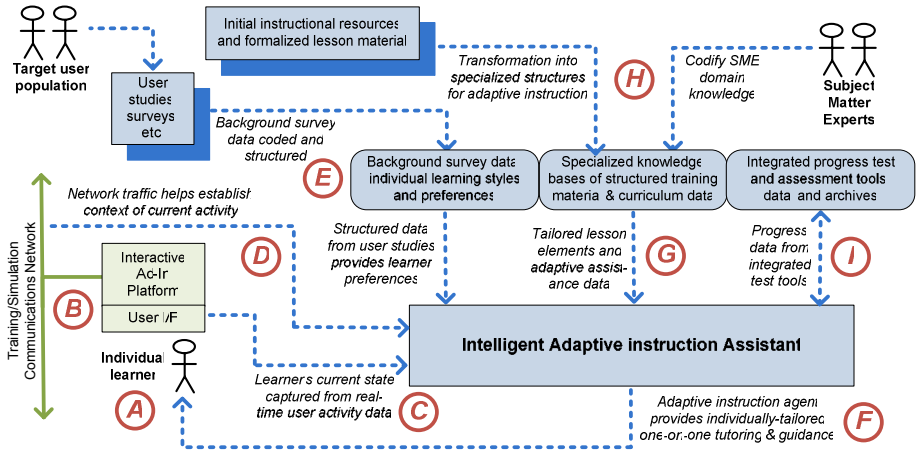 Target user
population
Initial instructional resources
and formalized lesson material
User
studies
surveys
etc
Background survey
data coded and
structured
Transformation into
specialized structures
for adaptive instruction
H
Codify SME
domain
knowledge
Subject
Matter
Experts
E
Background survey data
individual learning styles
and preferences
Specialized knowledge
bases of structured training
material & curriculum data
Integrated progress test
and assessment tools
data and archives
Network traffic helps establish
context of current activity
D
Structured data
from user studies
provides learner
preferences
Tailored lesson
elements and
adaptive assis-
ance data
G
Progress
data from
integrated
test tools
I
Training/Simulation
Communications Network
B
Interactive
Ad-In
Platform
User I/F
Intelligent Adaptive instruction Assistant
Individual
learner
A
Learner's current state
captured from real-
time user activity data
C
Adaptive instruction agent
provides individually-tailored
one-on-one tutoring & guidance
F